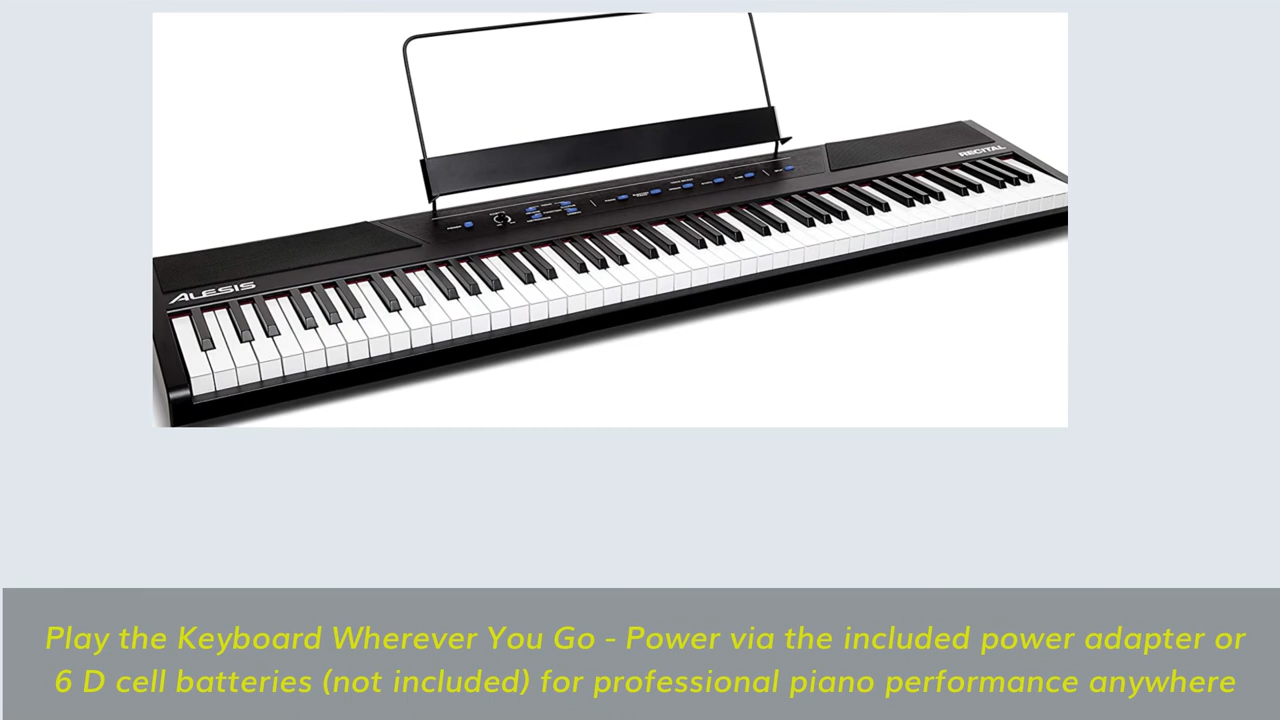 RECITAL
ALESIS
Play the Keyboard Wherever You Go - Power via the included power adapter or
6 D cell batteries (not included) for professional piano performance anywhere